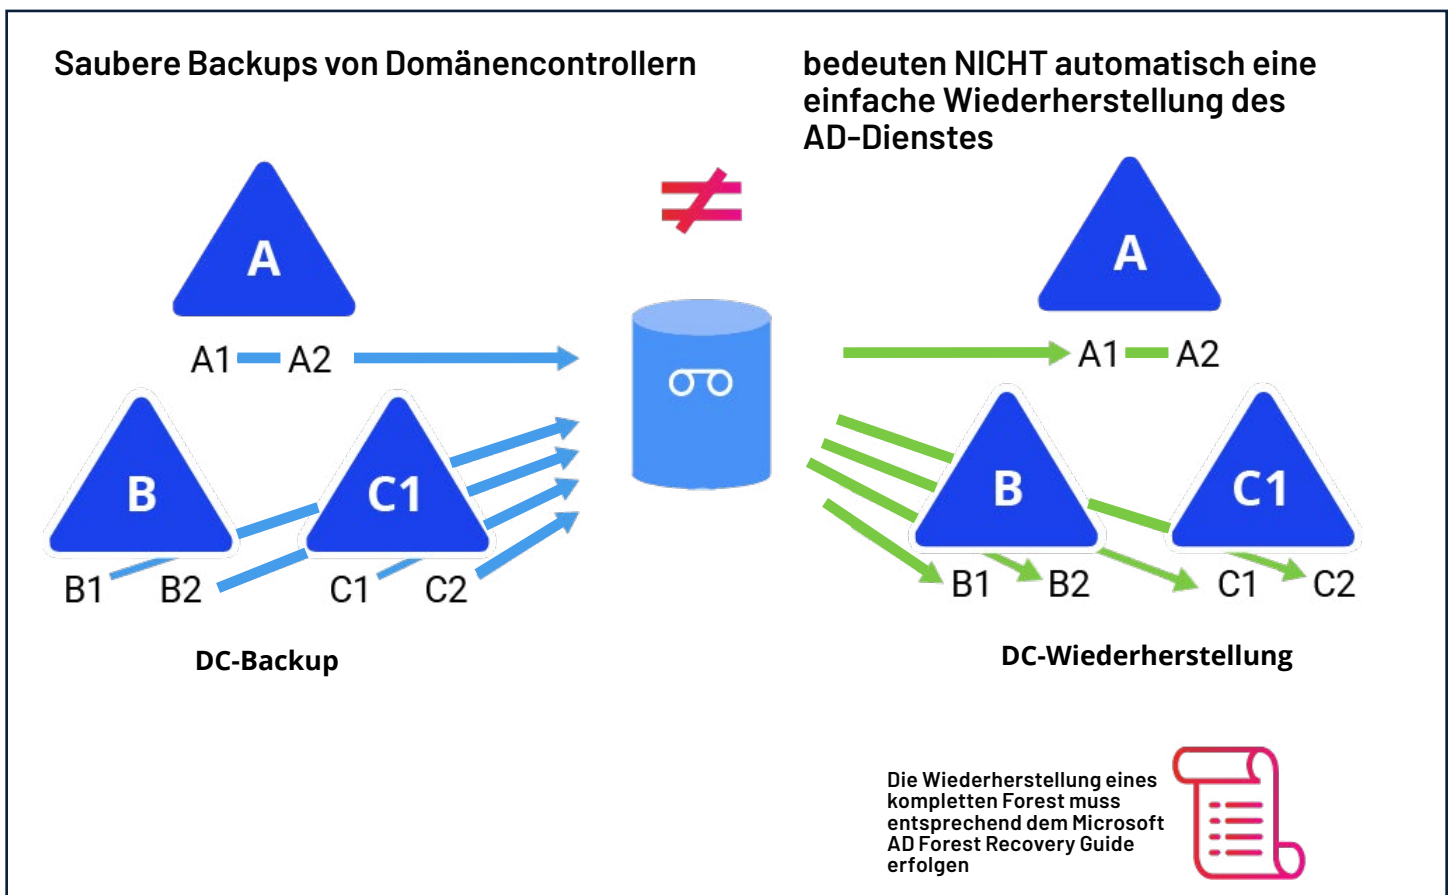 Saubere Backups von Domänencontrollern
bedeuten NICHT automatisch eine
einfache Wiederherstellung des
AD-Dienstes
A
A1 A2
B
C1
B1 B2 C1 C2
DC-Backup
A
A1 A2
B
C1
B1 B2 C1 C2
DC-Wiederherstellung
Die Wiederherstellung eines
kompletten Forest muss
entsprechend dem Microsoft
AD Forest Recovery Guide
erfolgen